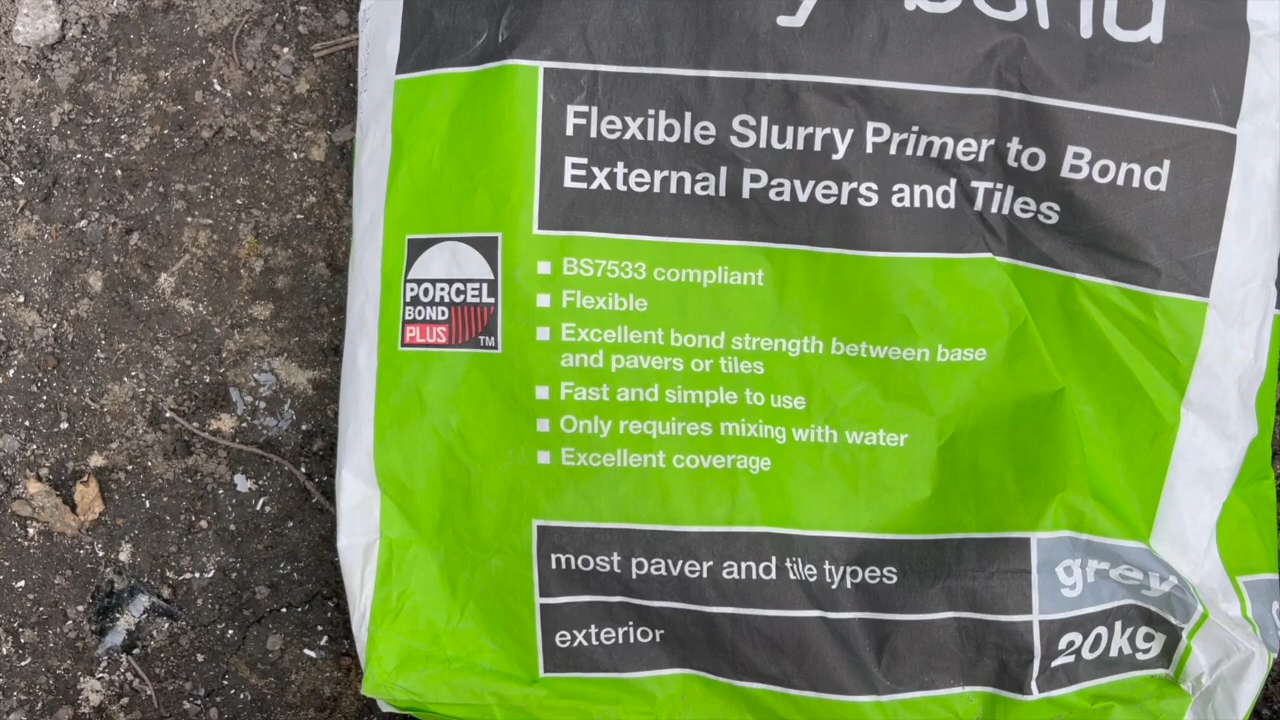 bond
Flexible Slurry Primer to Bond
External Pavers and Tiles
PORCEL
BOND
PLUS
TM
BS7533 compliant
Flexible
Excellent bond strength between base
and pavers or tiles
Fast and simple to use
Only requires mixing with water
Excellent coverage
most paver and tile types
grey
exterior
20kg